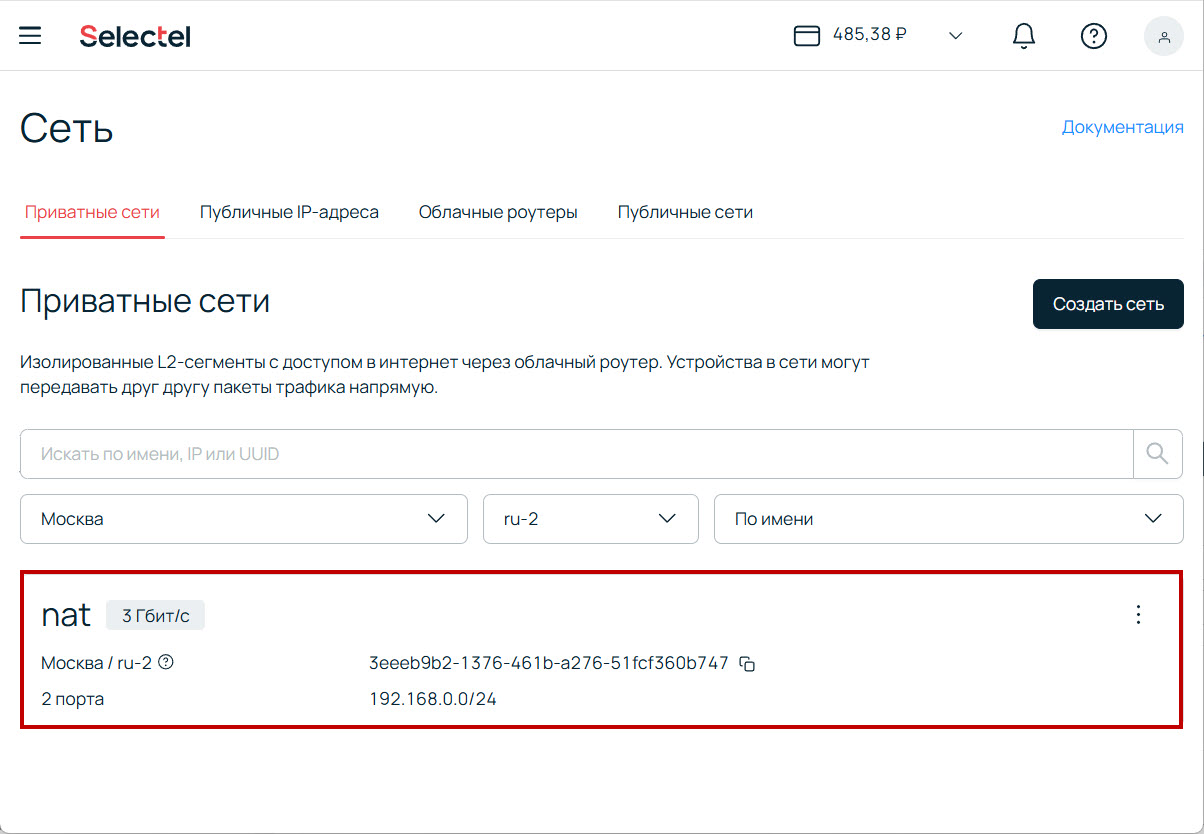 Selectel
485,38 ₽
Сеть
Документация
Приватные сети
Публичные IP-адреса
Облачные роутеры
Публичные сети
Приватные сети
Создать сеть
Изолированные L2-сегменты с доступом в интернет через облачный роутер. Устройства в сети могут
передавать друг другу пакеты трафика напрямую.
Искать по имени, IP или UUID
Москва
ru-2
По имени
nat
3 Гбит/с
Москва / ru-2
3eeeb9b2-1376-461b-a276-51fcf360b747
2 порта
192.168.0.0/24